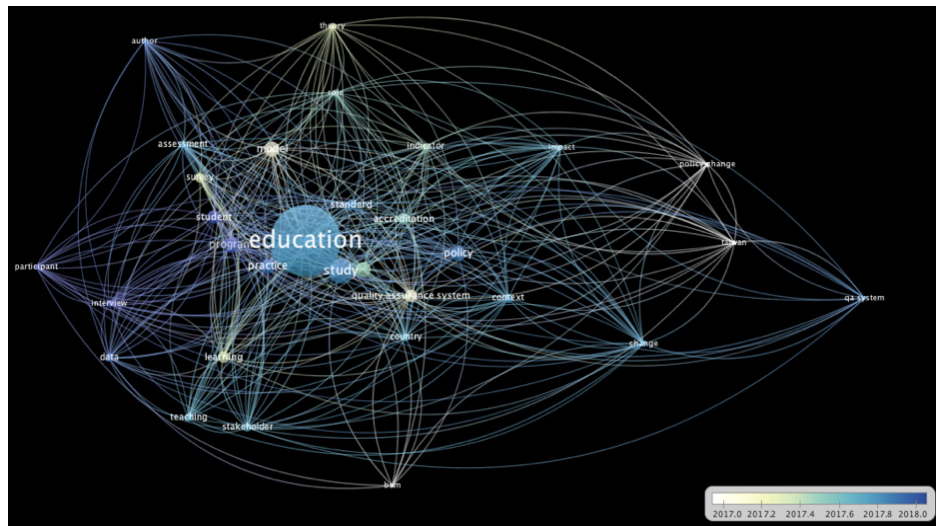 theory
author
role
assessment
model
indicator
impact
policy change
survey
student
standard
accreditation
program
education
taiwan
policy
practice
study
participant
quality assurance system
context
qa system
interview
country
change
data
learning
teaching
stakeholder
bsm
2017.0 2017.2 2017.4 2017.6 2017.8 2018.0